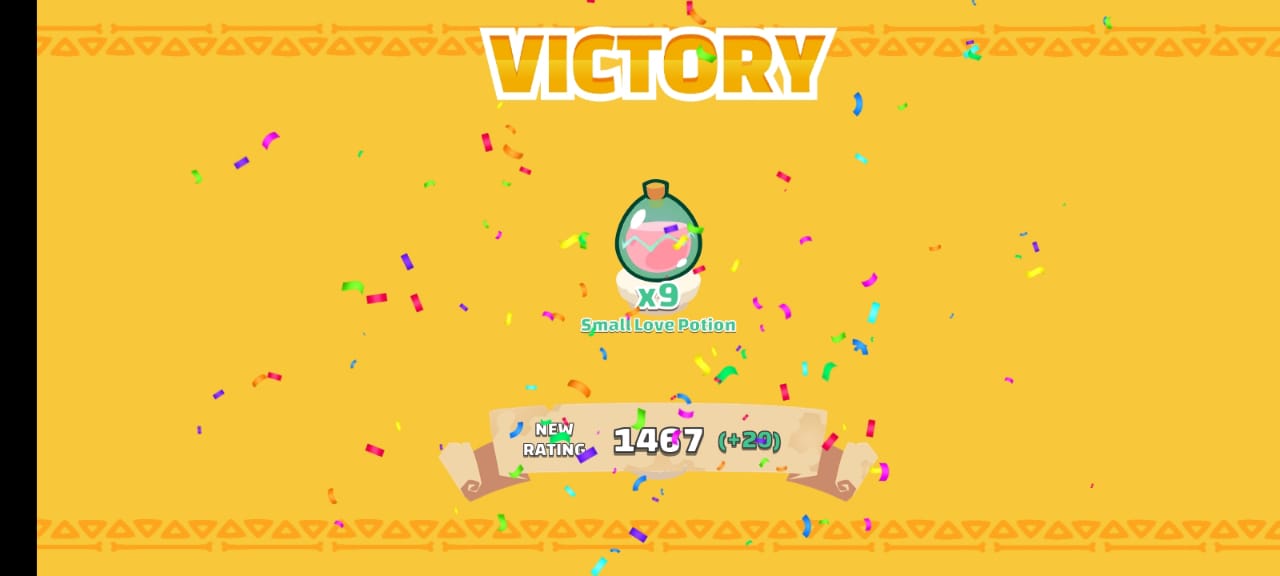 VICTORY
x9
Small Love Potion
NEW
RATING
1467 (+20)